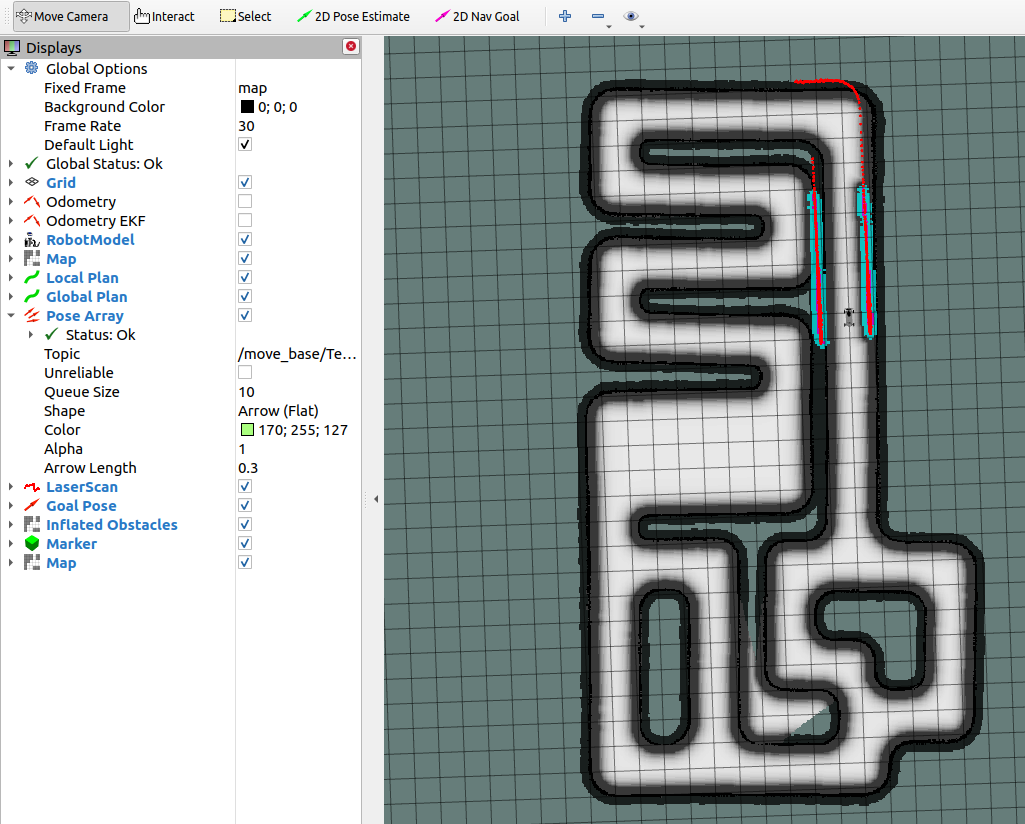 Move Camera Interact Select 2D Pose Estimate 2D Nav Goal
Displays
Global Options
Fixed Frame map
Background Color 0; 0; 0
Frame Rate 30
Default Light
Global Status: Ok
Grid
Odometry
Odometry EKF
RobotModel
Map
Local Plan
Global Plan
Pose Array
Status: Ok
Topic /move_base/Te...
Unreliable
Queue Size 10
Shape Arrow (Flat)
Color 170; 255; 127
Alpha 1
Arrow Length 0.3
LaserScan
Goal Pose
Inflated Obstacles
Marker
Map